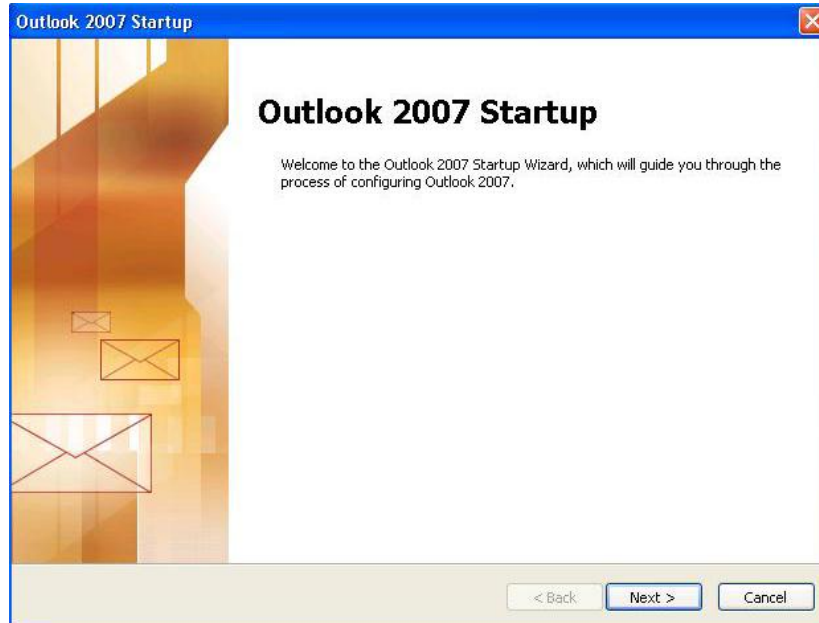 Outlook 2007 Startup
Outlook 2007 Startup
Welcome to the Outlook 2007 Startup Wizard, which will guide you through the
process of configuring Outlook 2007.
< Back Next > Cancel